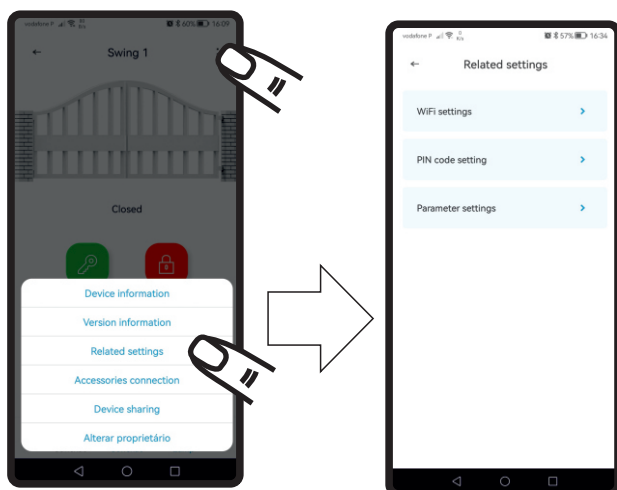 vodafone P
60% 16:09
Swing 1
Closed
Device information
Version information
Related settings
Accessories connection
Device sharing
Alterar proprietário
vodafone P 0 K/s 57% 16:34
Related settings
WiFi settings
PIN code setting
Parameter settings